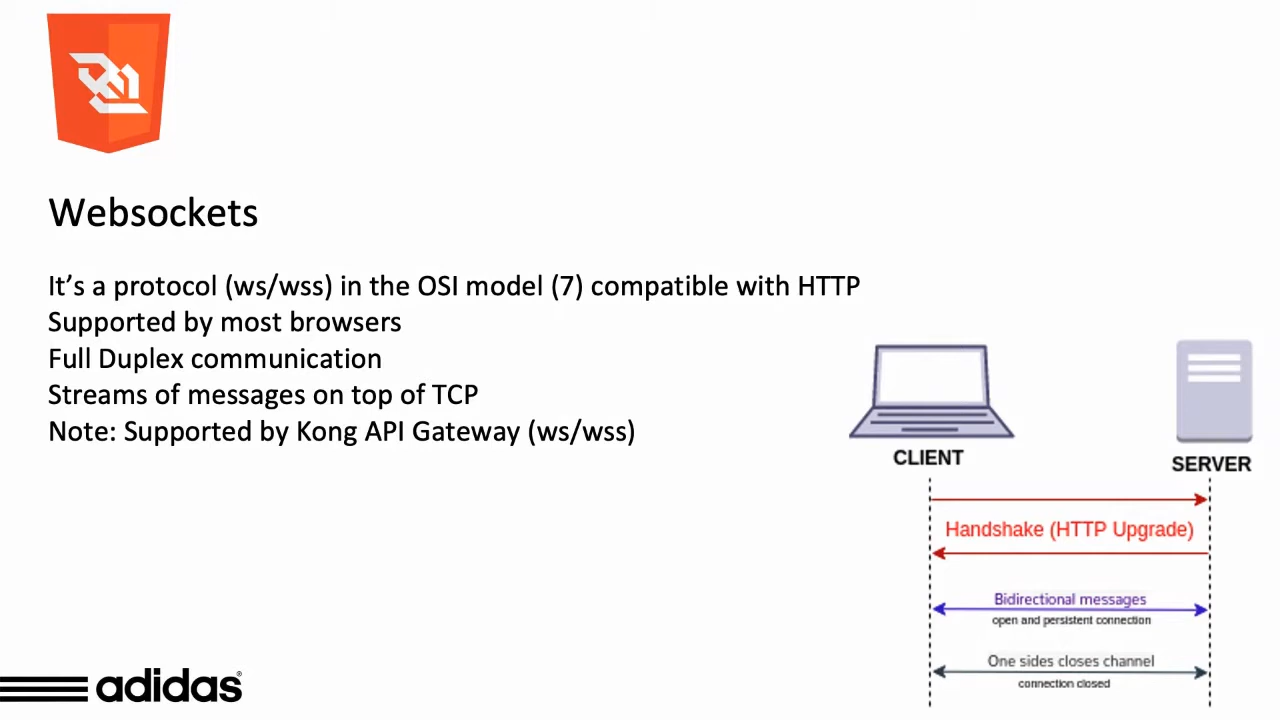 Websockets
It's a protocol (ws/wss) in the OSI model (7) compatible with HTTP
Supported by most browsers
Full Duplex communication
Streams of messages on top of TCP
Note: Supported by Kong API Gateway (ws/wss)
CLIENT
SERVER
Handshake (HTTP Upgrade)
Bidirectional messages
open and persistent connection
One sides closes channel
connection closed
adidas®